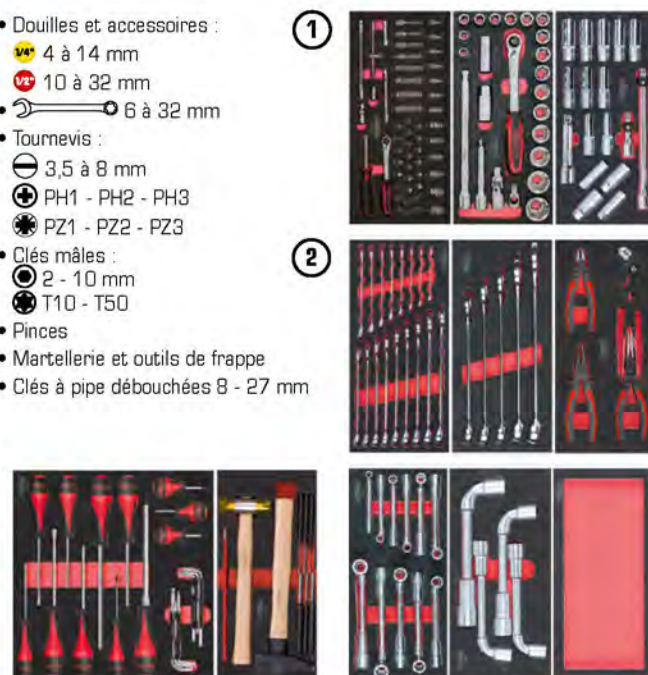 • Douilles et accessoires :
1/4" 4 à 14 mm
1/2" 10 à 32 mm
• 6 à 32 mm
• Tournevis :
3,5 à 8 mm
PH1 - PH2 - PH3
PZ1 - PZ2 - PZ3
• Clés mâles :
2 - 10 mm
T10 - T50
• Pinces
• Martellerie et outils de frappe
• Clés à pipe débouchées 8 - 27 mm
1
2